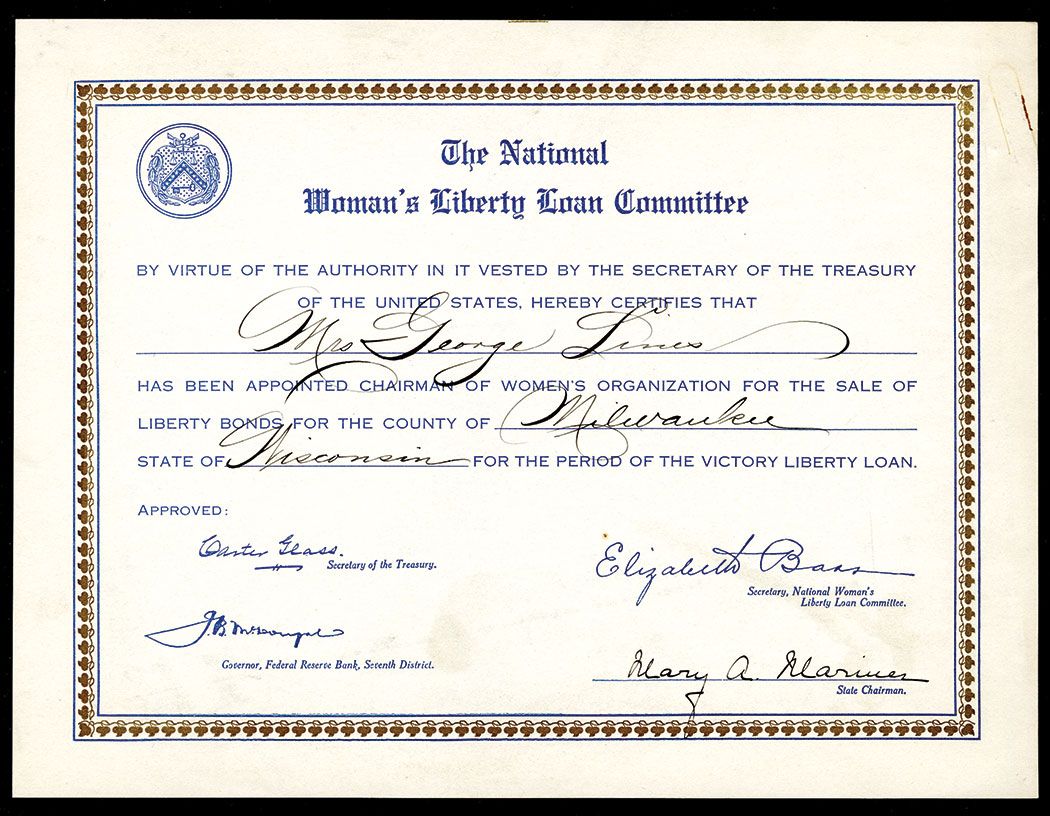 The National
Woman's Liberty Loan Committee
BY VIRTUE OF THE AUTHORITY IN IT VESTED BY THE SECRETARY OF THE TREASURY
OF THE UNITED STATES, HEREBY CERTIFIES THAT
Mrs George Lines
HAS BEEN APPOINTED CHAIRMAN OF WOMEN'S ORGANIZATION FOR THE SALE OF
LIBERTY BONDS FOR THE COUNTY OF Milwaukee
STATE OF Wisconsin FOR THE PERIOD OF THE VICTORY LIBERTY LOAN.
APPROVED:
Carter Glass.
Secretary of the Treasury.
Elizabeth Bass
Secretary, National Woman's
Liberty Loan Committee.
J.B. McDougal
Governor, Federal Reserve Bank, Seventh District.
Mary A. Mariner
State Chairman.